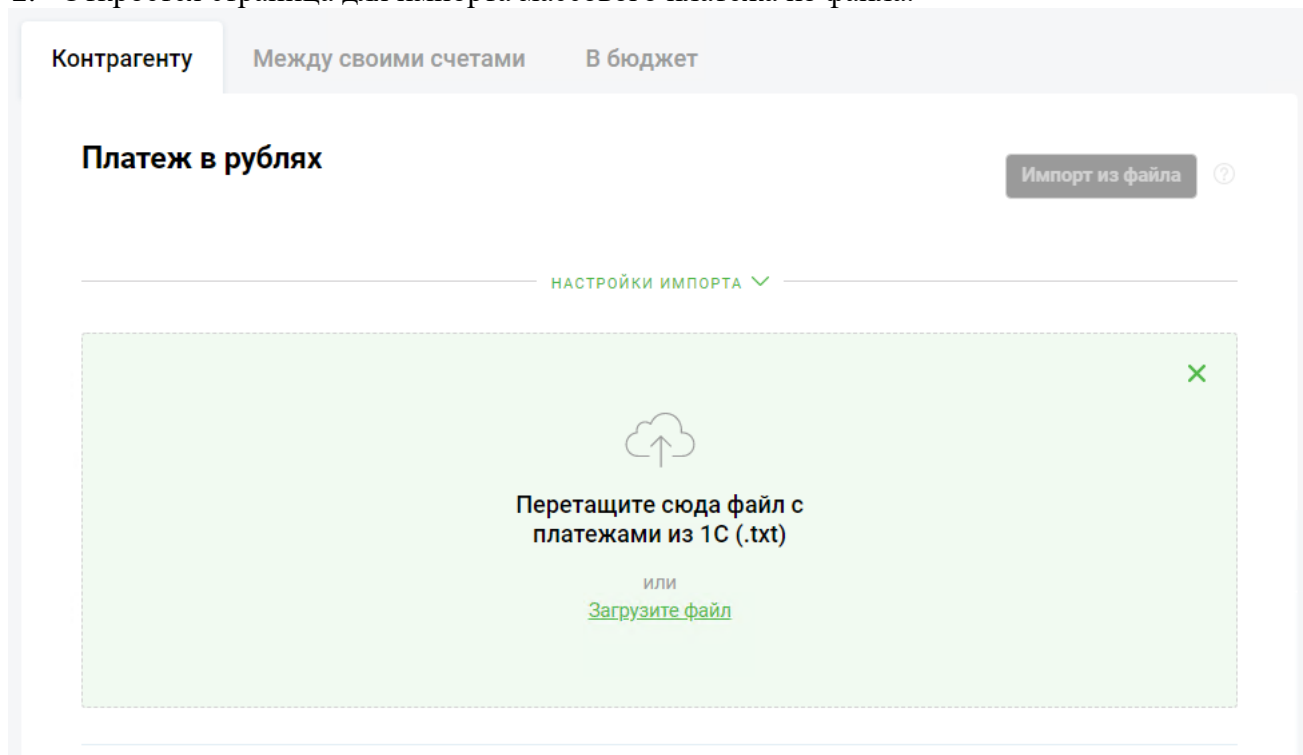 Контрагенту Между своими счетами В бюджет
Платеж в рублях
Импорт из файла
НАСТРОЙКИ ИМПОРТА
Перетащите сюда файл с
платежами из 1С (.txt)
или
Загрузите файл